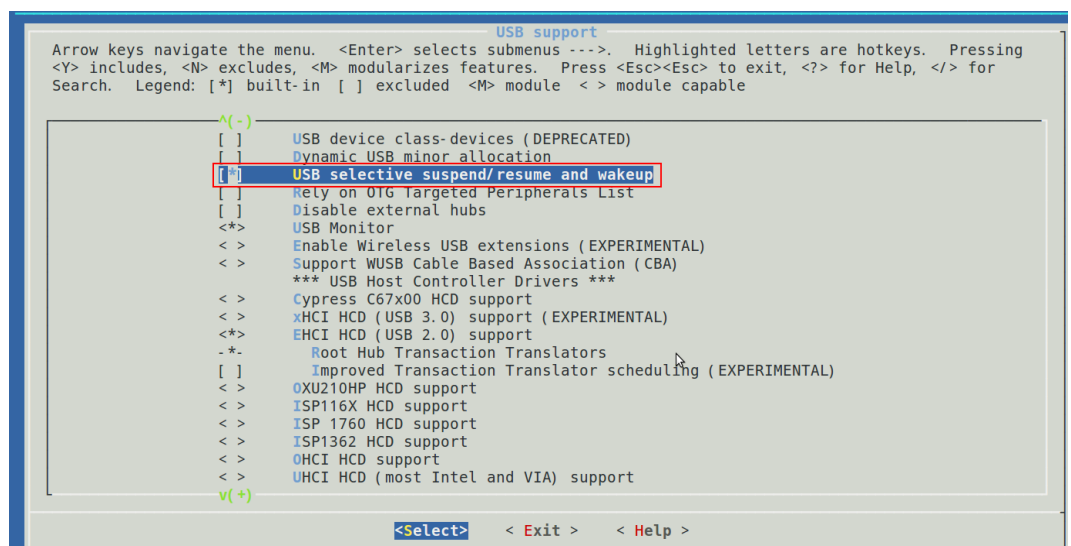 USB support
Arrow keys navigate the menu. <Enter> selects submenus --->. Highlighted letters are hotkeys. Pressing
<Y> includes, <N> excludes, <M> modularizes features. Press <Esc><Esc> to exit, <?> for Help, </> for
Search. Legend: [*] built-in [ ] excluded <M> module < > module capable
^(-)
[ ] USB device class-devices (DEPRECATED)
[ ] Dynamic USB minor allocation
[*] USB selective suspend/resume and wakeup
[ ] Rely on OTG Targeted Peripherals List
[ ] Disable external hubs
<*> USB Monitor
< > Enable Wireless USB extensions (EXPERIMENTAL)
< > Support WUSB Cable Based Association (CBA)
*** USB Host Controller Drivers ***
< > Cypress C67x00 HCD support
< > xHCI HCD (USB 3.0) support (EXPERIMENTAL)
<*> EHCI HCD (USB 2.0) support
-*- Root Hub Transaction Translators
[ ] Improved Transaction Translator scheduling (EXPERIMENTAL)
< > OXU210HP HCD support
< > ISP116X HCD support
< > ISP 1760 HCD support
< > ISP1362 HCD support
< > OHCI HCD support
< > UHCI HCD (most Intel and VIA) support
v(+)
<Select> < Exit > < Help >